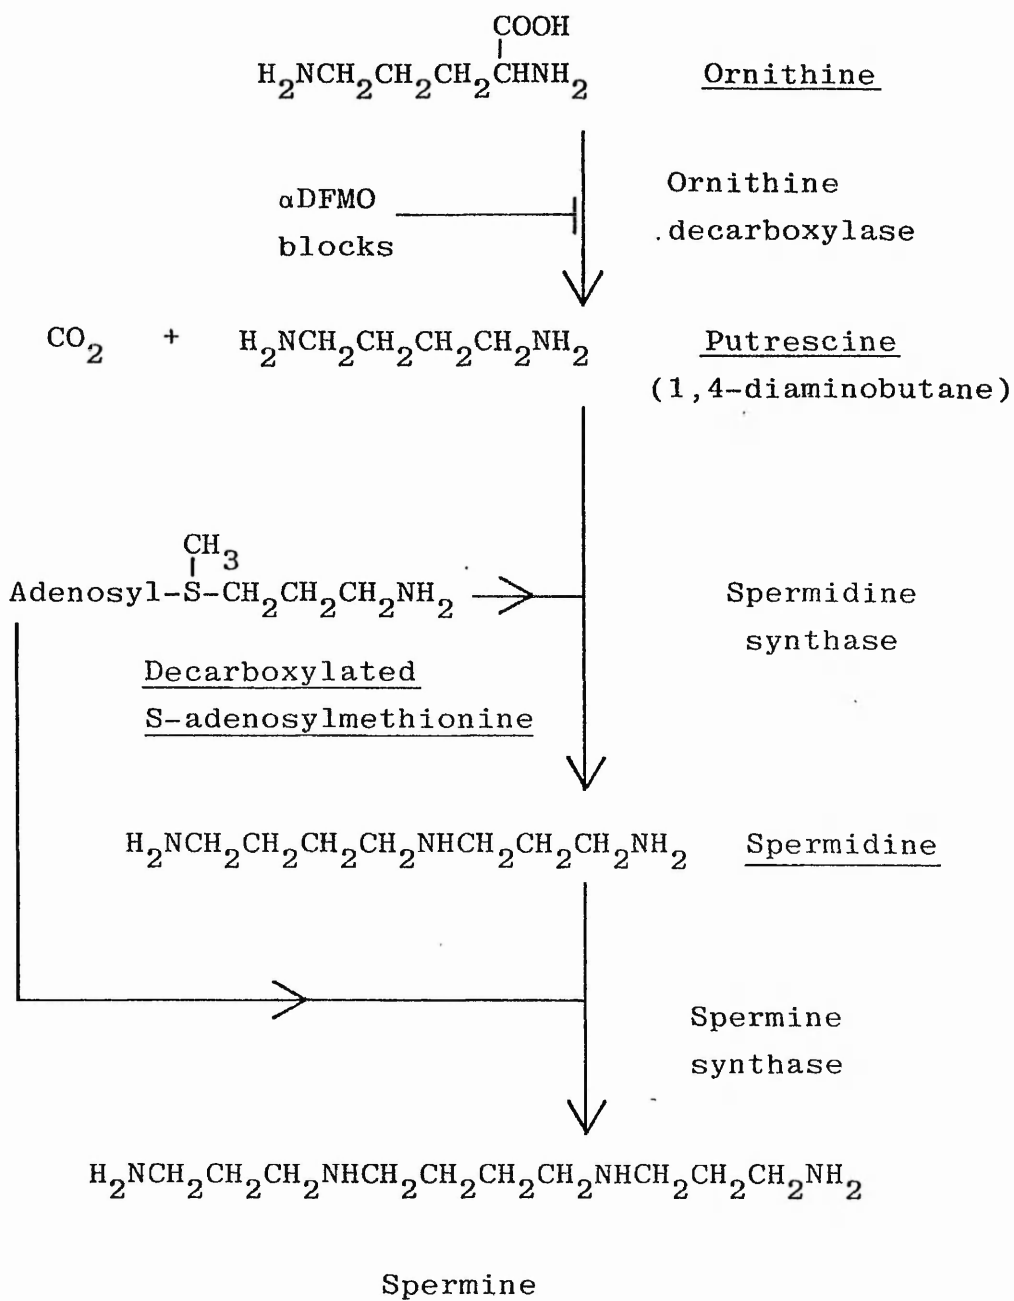 COOH
H₂NCH₂CH₂CH₂CHNH₂ Ornithine
αDFMO
blocks
Ornithine
.decarboxylase
CO₂ + H₂NCH₂CH₂CH₂CH₂NH₂ Putrescine
(1,4-diaminobutane)
CH₃
Adenosyl-S-CH₂CH₂CH₂NH₂
Spermidine
synthase
Decarboxylated
S-adenosylmethionine
H₂NCH₂CH₂CH₂CH₂NHCH₂CH₂CH₂NH₂ Spermidine
Spermine
synthase
H₂NCH₂CH₂CH₂NHCH₂CH₂CH₂CH₂NHCH₂CH₂CH₂NH₂
Spermine